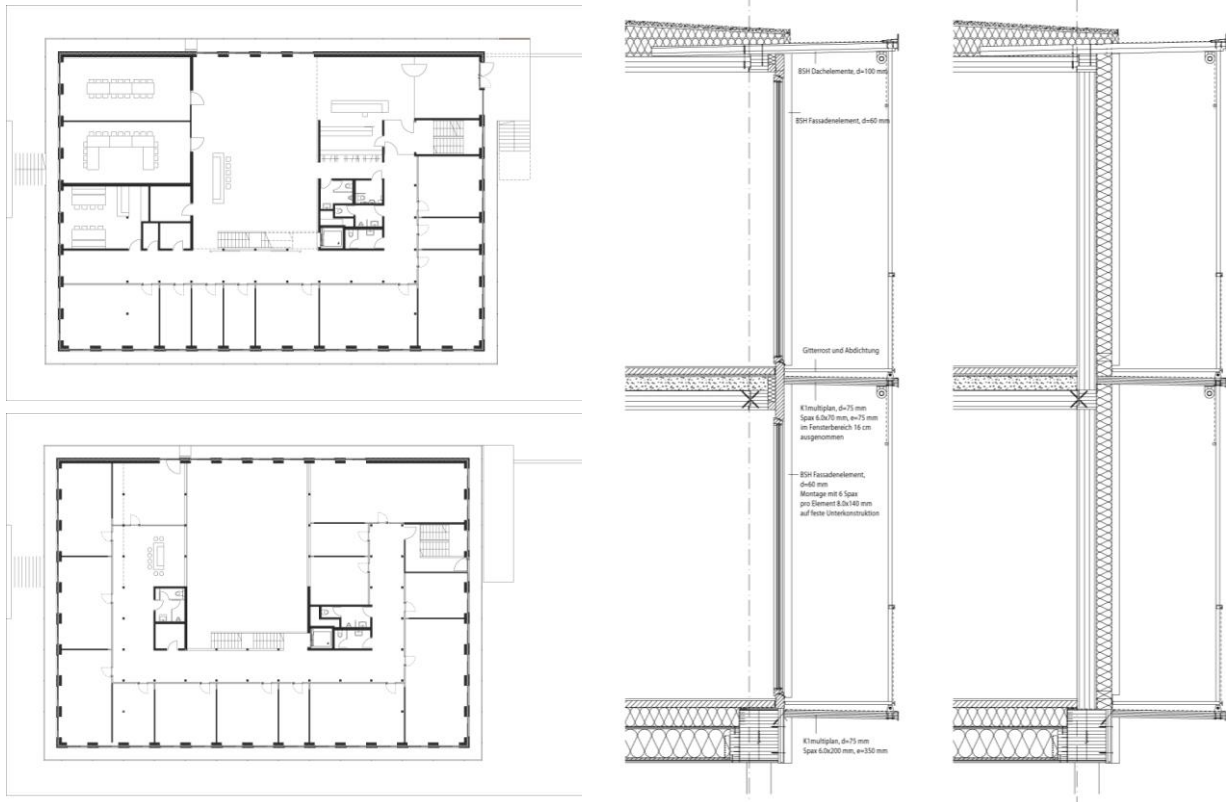 BSH Dachelemente, d=100 mm
BSH Fassadenelement, d=60 mm
Gitterrost und Abdichtung
K1multiplan, d=75 mm
Spax 6.0x70 mm, e=75 mm
im Fensterbereich 16 cm
ausgenommen
BSH Fassadenelement,
d=60 mm
Montage mit 6 Spax
pro Element 8.0x140 mm
auf feste Unterkonstruktion
K1multiplan, d=75 mm
Spax 6.0x200 mm, e=350 mm